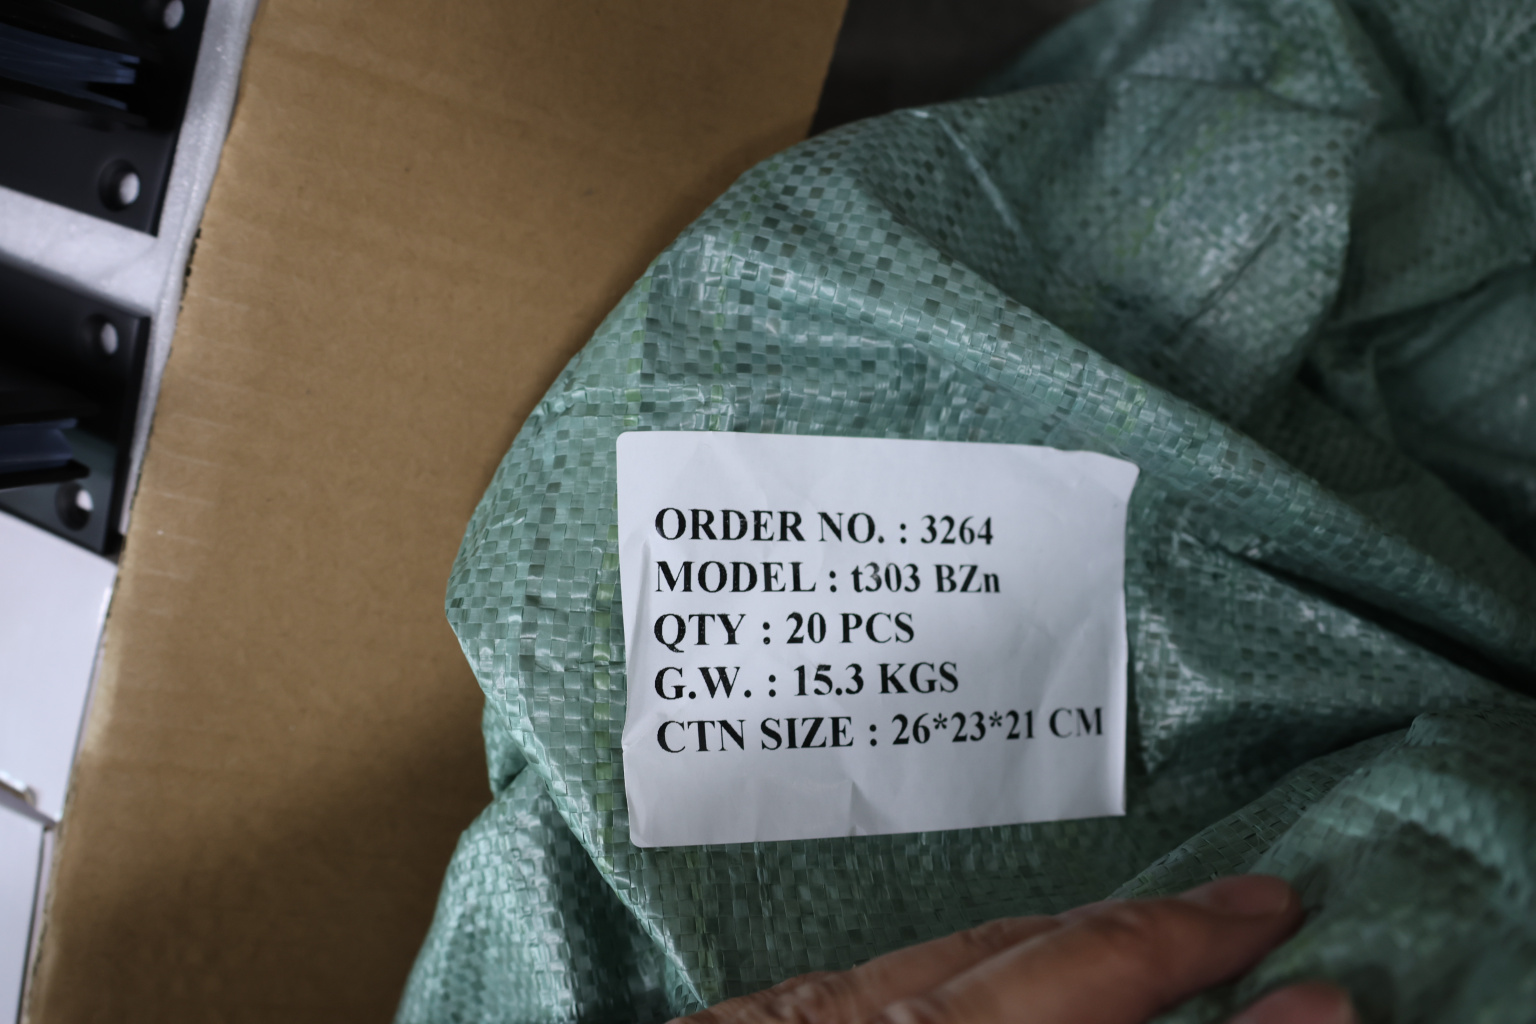 ORDER NO. : 3264
MODEL : t303 BZn
QTY : 20 PCS
G.W. : 15.3 KGS
CTN SIZE : 26*23*21 CM